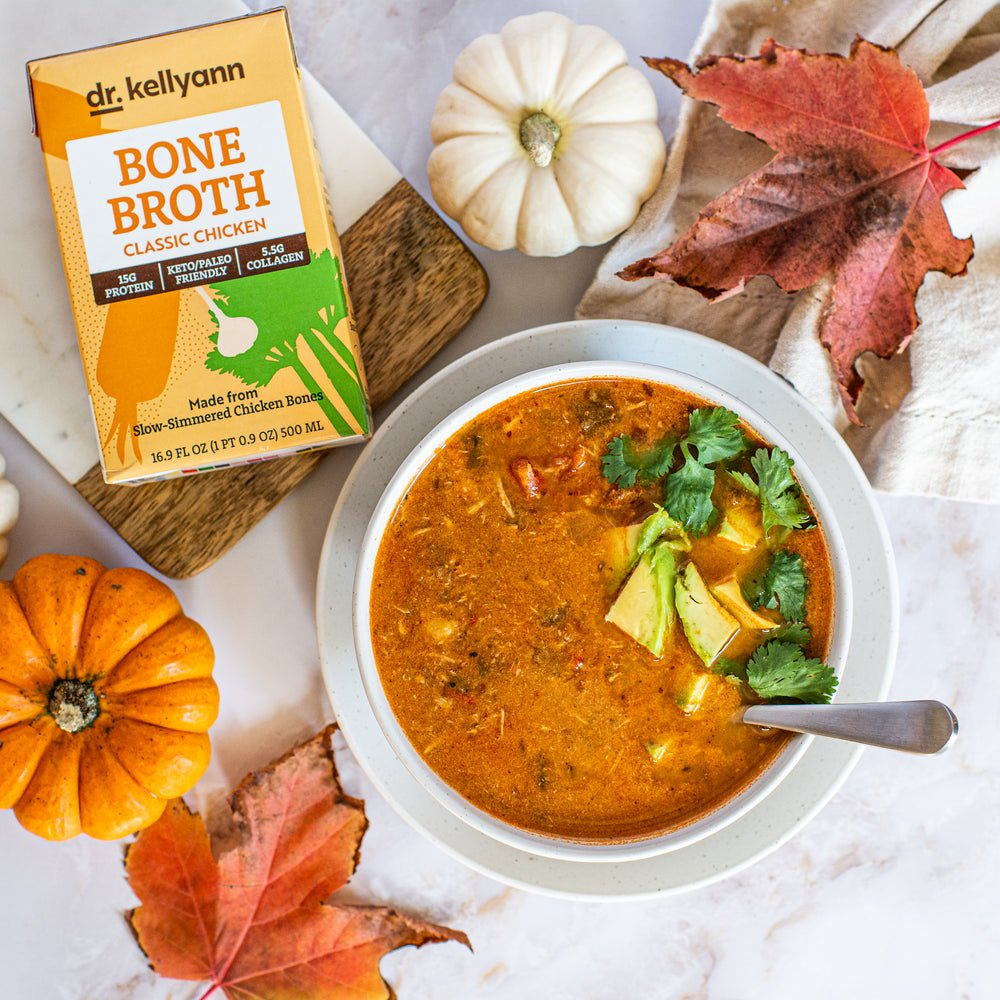 dr. kellyann
BONE
BROTH
CLASSIC CHICKEN
15G PROTEIN | KETO/PALEO FRIENDLY | 5.5G COLLAGEN
Made from
Slow-Simmered Chicken Bones
16.9 FL OZ (1 PT 0.9 OZ) 500 ML